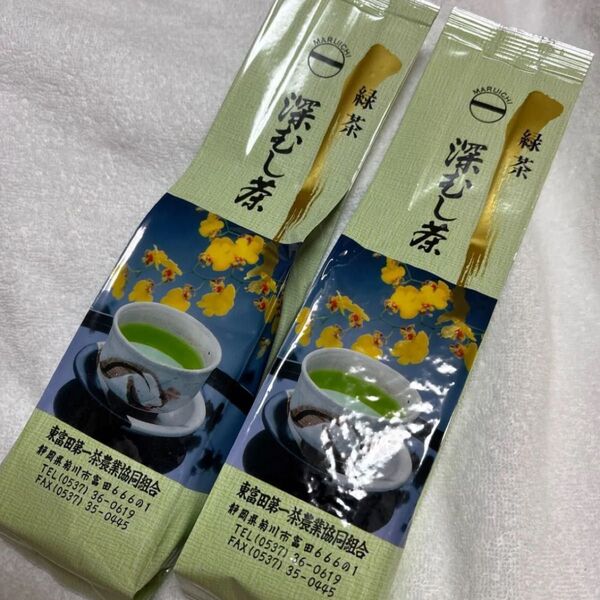 MARUICHI
緑茶
深むし茶
東富田第一茶農業協同組合
静岡県菊川市富田666の1
TEL(0537) 36-0619
FAX(0537) 35-0445
MARUICHI
緑茶
深むし茶
東富田第一茶農業協同組合
静岡県菊川市富田666の1
TEL(0537) 36-0619
FAX(0537) 35-0445